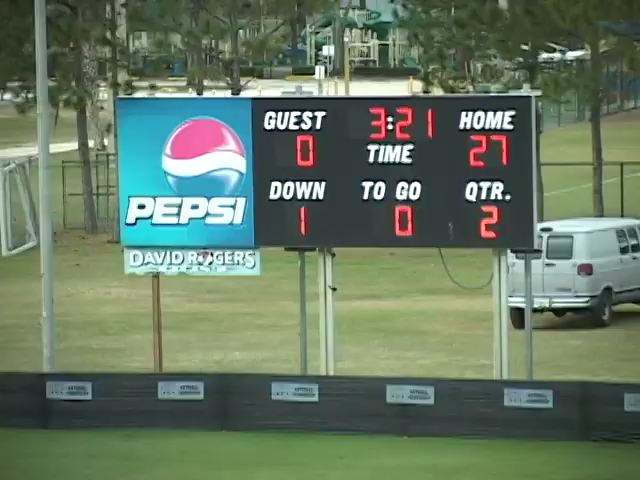 GUEST 3:21 HOME
0 TIME 27
DOWN TO GO QTR.
1 0 2
PEPSI
DAVID ROGERS